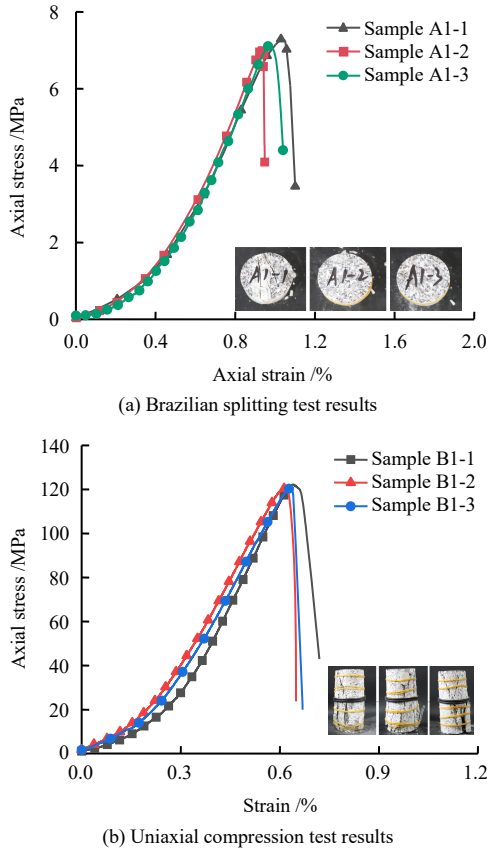 8
Sample A1-1
Sample A1-2
Sample A1-3
6
4
2
0
Axial stress /MPa
A1-1
A1-2
A1-3
0.0
0.4
0.8
1.2
1.6
2.0
Axial strain /%
(a) Brazilian splitting test results
140
Sample B1-1
Sample B1-2
Sample B1-3
120
100
80
60
40
20
0
Axial stress /MPa
0.0
0.3
0.6
0.9
1.2
Strain /%
(b) Uniaxial compression test results